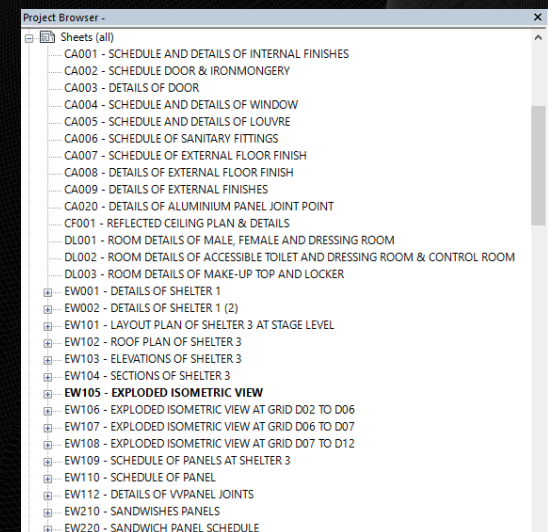 Project Browser -
Sheets (all)
CA001 - SCHEDULE AND DETAILS OF INTERNAL FINISHES
CA002 - SCHEDULE DOOR & IRONMONGERY
CA003 - DETAILS OF DOOR
CA004 - SCHEDULE AND DETAILS OF WINDOW
CA005 - SCHEDULE AND DETAILS OF LOUVRE
CA006 - SCHEDULE OF SANITARY FITTINGS
CA007 - SCHEDULE OF EXTERNAL FLOOR FINISH
CA008 - DETAILS OF EXTERNAL FLOOR FINISH
CA009 - DETAILS OF EXTERNAL FINISHES
CA020 - DETAILS OF ALUMINIUM PANEL JOINT POINT
CF001 - REFLECTED CEILING PLAN & DETAILS
DL001 - ROOM DETAILS OF MALE, FEMALE AND DRESSING ROOM
DL002 - ROOM DETAILS OF ACCESSIBLE TOILET AND DRESSING ROOM & CONTROL ROOM
DL003 - ROOM DETAILS OF MAKE-UP TOP AND LOCKER
EW001 - DETAILS OF SHELTER 1
EW002 - DETAILS OF SHELTER 1 (2)
EW101 - LAYOUT PLAN OF SHELTER 3 AT STAGE LEVEL
EW102 - ROOF PLAN OF SHELTER 3
EW103 - ELEVATIONS OF SHELTER 3
EW104 - SECTIONS OF SHELTER 3
EW105 - EXPLODED ISOMETRIC VIEW
EW106 - EXPLODED ISOMETRIC VIEW AT GRID D02 TO D06
EW107 - EXPLODED ISOMETRIC VIEW AT GRID D06 TO D07
EW108 - EXPLODED ISOMETRIC VIEW AT GRID D07 TO D12
EW109 - SCHEDULE OF PANELS AT SHELTER 3
EW110 - SCHEDULE OF PANEL
EW112 - DETAILS OF VVPANEL JOINTS
EW210 - SANDWISHES PANELS
EW220 - SANDWICH PANEL SCHEDULE